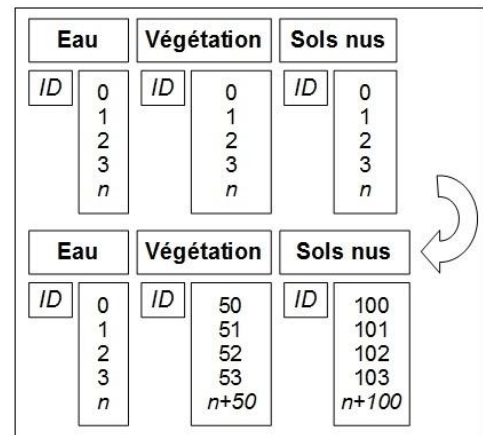 Eau Végétation Sols nus
ID 0 ID 0 ID 0
1 1 1
2 2 2
3 3 3
n n n
Eau Végétation Sols nus
ID 0 ID 50 ID 100
1 51 101
2 52 102
3 53 103
n n+50 n+100